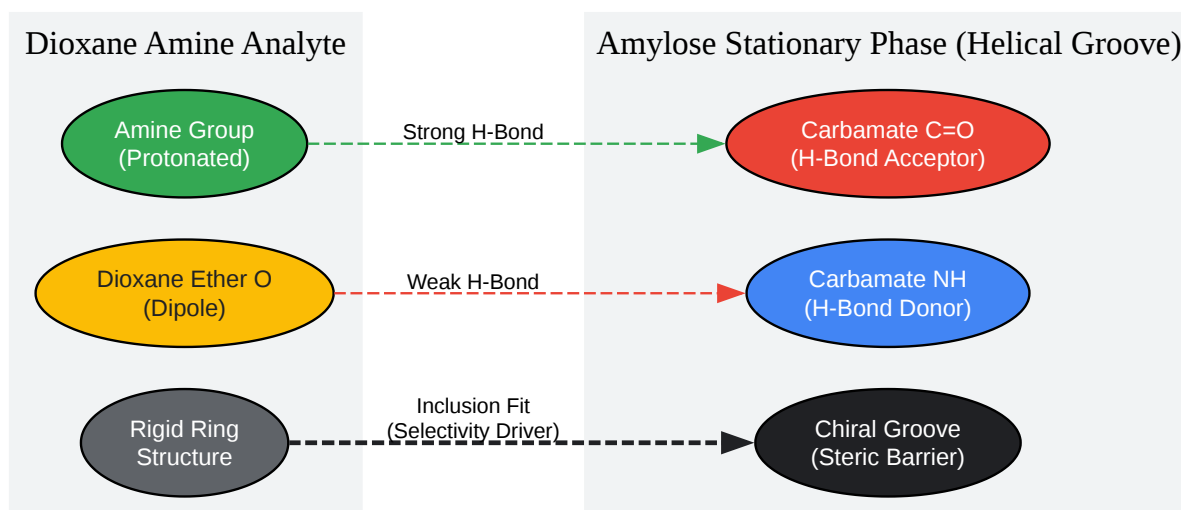 Dioxane Amine Analyte
Amylose Stationary Phase (Helical Groove)
Amine Group
(Protonated)
Strong H-Bond
Carbamate C=O
(H-Bond Acceptor)
Dioxane Ether O
(Dipole)
Weak H-Bond
Carbamate NH
(H-Bond Donor)
Rigid Ring
Structure
Inclusion Fit
(Selectivity Driver)
Chiral Groove
(Steric Barrier)